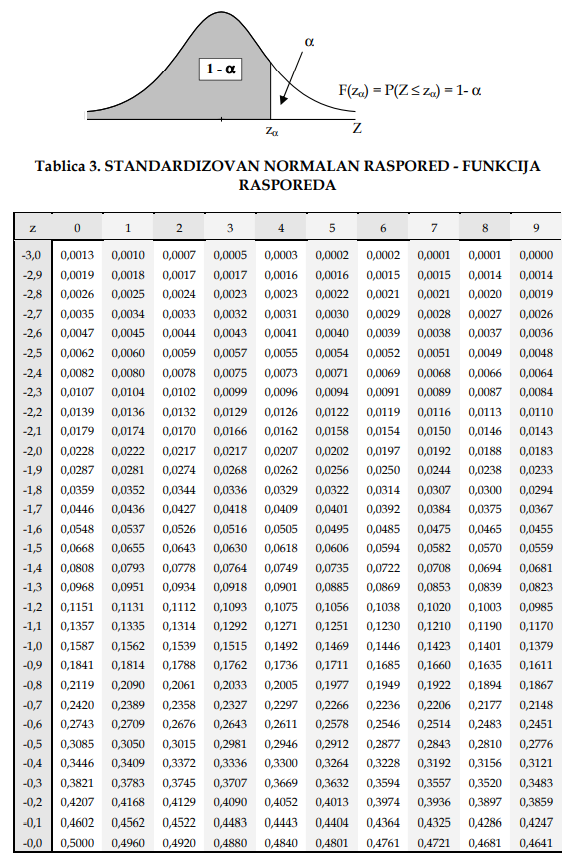 α
1 - α
F(zα) = P(Z ≤ zα) = 1- α
zα Z
Tablica 3. STANDARDIZOVAN NORMALAN RASPORED - FUNKCIJA
RASPOREDA
z 0 1 2 3 4 5 6 7 8 9
-3,0 0,0013 0,0010 0,0007 0,0005 0,0003 0,0002 0,0002 0,0001 0,0001 0,0000
-2,9 0,0019 0,0018 0,0017 0,0017 0,0016 0,0016 0,0015 0,0015 0,0014 0,0014
-2,8 0,0026 0,0025 0,0024 0,0023 0,0023 0,0022 0,0021 0,0021 0,0020 0,0019
-2,7 0,0035 0,0034 0,0033 0,0032 0,0031 0,0030 0,0029 0,0028 0,0027 0,0026
-2,6 0,0047 0,0045 0,0044 0,0043 0,0041 0,0040 0,0039 0,0038 0,0037 0,0036
-2,5 0,0062 0,0060 0,0059 0,0057 0,0055 0,0054 0,0052 0,0051 0,0049 0,0048
-2,4 0,0082 0,0080 0,0078 0,0075 0,0073 0,0071 0,0069 0,0068 0,0066 0,0064
-2,3 0,0107 0,0104 0,0102 0,0099 0,0096 0,0094 0,0091 0,0089 0,0087 0,0084
-2,2 0,0139 0,0136 0,0132 0,0129 0,0126 0,0122 0,0119 0,0116 0,0113 0,0110
-2,1 0,0179 0,0174 0,0170 0,0166 0,0162 0,0158 0,0154 0,0150 0,0146 0,0143
-2,0 0,0228 0,0222 0,0217 0,0217 0,0207 0,0202 0,0197 0,0192 0,0188 0,0183
-1,9 0,0287 0,0281 0,0274 0,0268 0,0262 0,0256 0,0250 0,0244 0,0238 0,0233
-1,8 0,0359 0,0352 0,0344 0,0336 0,0329 0,0322 0,0314 0,0307 0,0300 0,0294
-1,7 0,0446 0,0436 0,0427 0,0418 0,0409 0,0401 0,0392 0,0384 0,0375 0,0367
-1,6 0,0548 0,0537 0,0526 0,0516 0,0505 0,0495 0,0485 0,0475 0,0465 0,0455
-1,5 0,0668 0,0655 0,0643 0,0630 0,0618 0,0606 0,0594 0,0582 0,0570 0,0559
-1,4 0,0808 0,0793 0,0778 0,0764 0,0749 0,0735 0,0722 0,0708 0,0694 0,0681
-1,3 0,0968 0,0951 0,0934 0,0918 0,0901 0,0885 0,0869 0,0853 0,0839 0,0823
-1,2 0,1151 0,1131 0,1112 0,1093 0,1075 0,1056 0,1038 0,1020 0,1003 0,0985
-1,1 0,1357 0,1335 0,1314 0,1292 0,1271 0,1251 0,1230 0,1210 0,1190 0,1170
-1,0 0,1587 0,1562 0,1539 0,1515 0,1492 0,1469 0,1446 0,1423 0,1401 0,1379
-0,9 0,1841 0,1814 0,1788 0,1762 0,1736 0,1711 0,1685 0,1660 0,1635 0,1611
-0,8 0,2119 0,2090 0,2061 0,2033 0,2005 0,1977 0,1949 0,1922 0,1894 0,1867
-0,7 0,2420 0,2389 0,2358 0,2327 0,2297 0,2266 0,2236 0,2206 0,2177 0,2148
-0,6 0,2743 0,2709 0,2676 0,2643 0,2611 0,2578 0,2546 0,2514 0,2483 0,2451
-0,5 0,3085 0,3050 0,3015 0,2981 0,2946 0,2912 0,2877 0,2843 0,2810 0,2776
-0,4 0,3446 0,3409 0,3372 0,3336 0,3300 0,3264 0,3228 0,3192 0,3156 0,3121
-0,3 0,3821 0,3783 0,3745 0,3707 0,3669 0,3632 0,3594 0,3557 0,3520 0,3483
-0,2 0,4207 0,4168 0,4129 0,4090 0,4052 0,4013 0,3974 0,3936 0,3897 0,3859
-0,1 0,4602 0,4562 0,4522 0,4483 0,4443 0,4404 0,4364 0,4325 0,4286 0,4247
-0,0 0,5000 0,4960 0,4920 0,4880 0,4840 0,4801 0,4761 0,4721 0,4681 0,4641